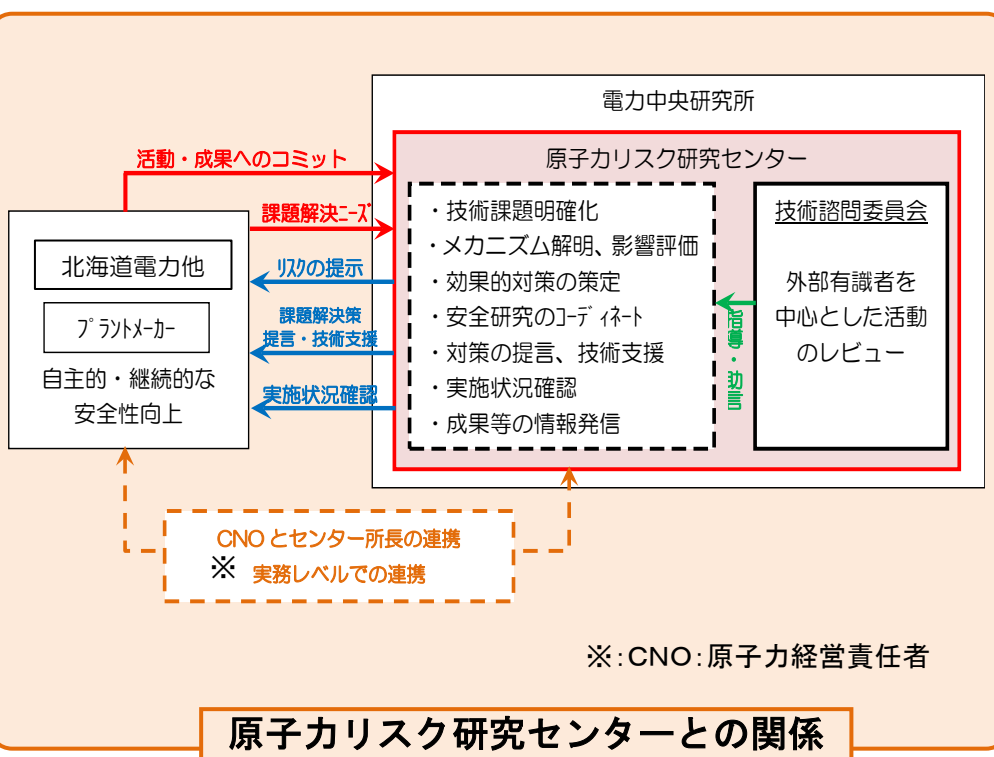 電力中央研究所
原子力リスク研究センター
活動・成果へのコミット
課題解決ニーズ
リスクの提示
課題解決策
提言・技術支援
実施状況確認
北海道電力他
プラントメーカー
自主的・継続的な
安全性向上
・技術課題明確化
・メカニズム解明、影響評価
・効果的対策の策定
・安全研究のコーディネート
・対策の提言、技術支援
・実施状況確認
・成果等の情報発信
指導・助言
技術諮問委員会
外部有識者を
中心とした活動
のレビュー
CNOとセンター所長の連携
※ 実務レベルでの連携
※:CNO:原子力経営責任者
原子力リスク研究センターとの関係